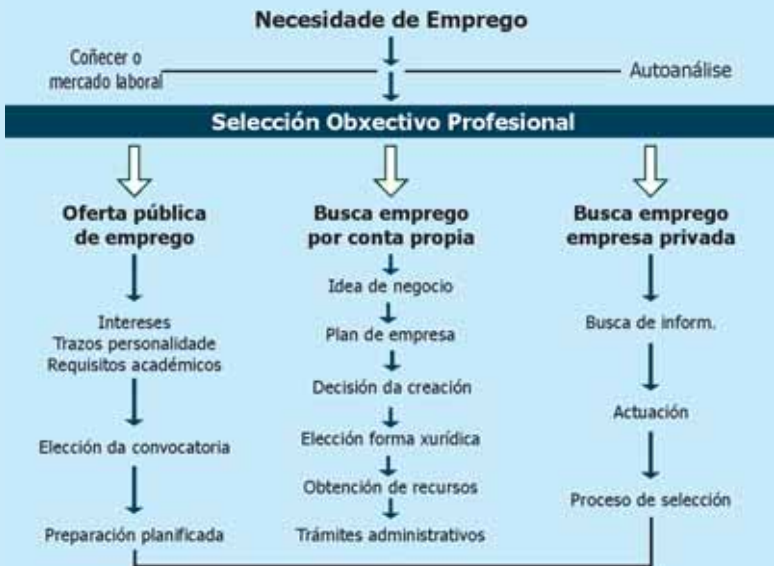 Necesidade de Emprego
Coñecer o
mercado laboral
Autoanálise
Selección Obxectivo Profesional
Oferta pública
de emprego
Intereses
Trazos personalidade
Requisitos académicos
Elección da convocatoria
Preparación planificada
Busca emprego
por conta propia
Idea de negocio
Plan de empresa
Decisión da creación
Elección forma xurídica
Obtención de recursos
Trámites administrativos
Busca emprego
empresa privada
Busca de inform.
Actuación
Proceso de selección